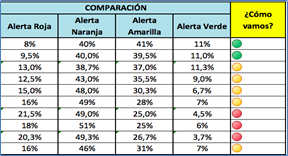 COMPARACIÓN
¿Cómo vamos?
Alerta Roja Alerta Naranja Alerta Amarilla Alerta Verde
8% 40% 41% 11%
9,5% 40,0% 39,5% 11,0%
13,0% 38,7% 37,0% 11,3%
12,5% 43,0% 35,5% 9,0%
15,0% 48,0% 30,3% 6,7%
16% 49% 28% 7%
21,5% 49,0% 25,0% 4,5%
18% 51% 25% 6%
20,3% 49,3% 26,7% 3,7%
16% 46% 31% 7%